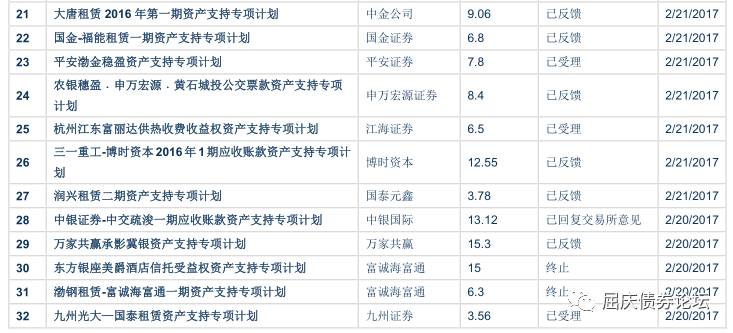 21 大唐租赁 2016 年第一期资产支持专项计划 中金公司 9.06 已反馈 2/21/2017
22 国金-福能租赁一期资产支持专项计划 国金证券 6.8 已反馈 2/21/2017
23 平安渤金稳盈资产支持专项计划 平安证券 7.8 已受理 2/21/2017
24 农银穗盈．申万宏源．黄石城投公交票款资产支持专项
计划 申万宏源证券 8.4 已反馈 2/21/2017
25 杭州江东富丽达供热收费收益权资产支持专项计划 江海证券 6.5 已受理 2/21/2017
26 三一重工-博时资本 2016 年 1 期应收账款资产支持专项计
划 博时资本 12.55 已反馈 2/21/2017
27 润兴租赁二期资产支持专项计划 国泰元鑫 3.78 已反馈 2/21/2017
28 中银证券-中交疏浚一期应收账款资产支持专项计划 中银国际 13.12 已回复交易所意见 2/20/2017
29 万家共赢承影冀银资产支持专项计划 万家共赢 15.3 已反馈 2/20/2017
30 东方银座美爵酒店信托受益权资产支持专项计划 富诚海富通 15 终止 2/20/2017
31 渤钢租赁-富诚海富通一期资产支持专项计划 富诚海富通 6.3 终止 2/20/2017
32 九州光大—国泰租赁资产支持专项计划 九州证券 3.56 已受理 2/20/2017
屈庆债券论坛